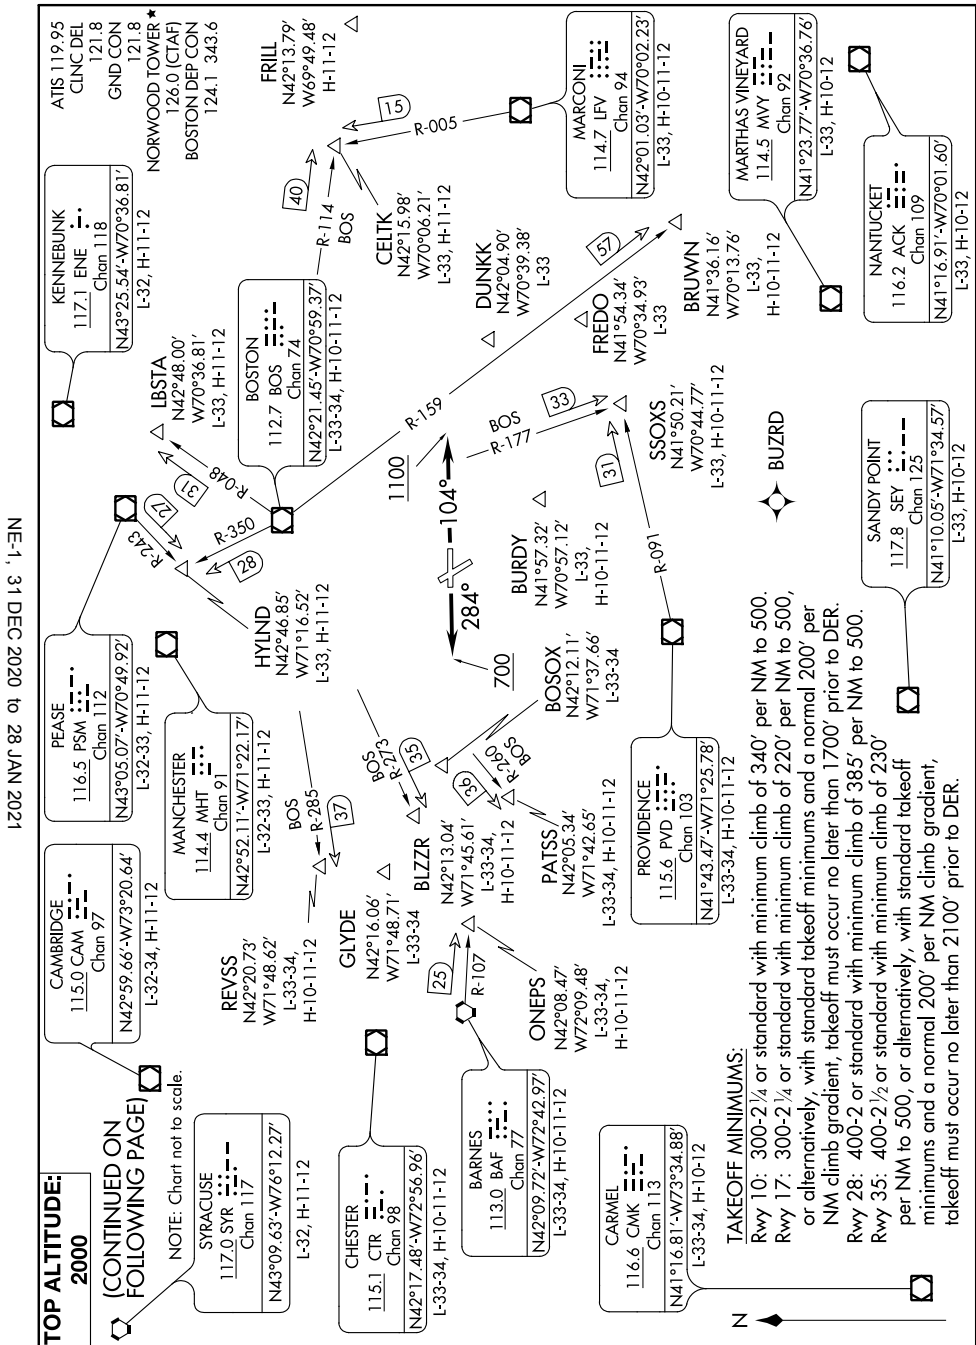 TOP ALTITUDE:
2000
(CONTINUED ON
FOLLOWING PAGE)
NOTE: Chart not to scale.
ATIS 119.95
CLNC DEL
121.8
GND CON
121.8
NORWOOD TOWER★
126.0 (CTAF)
BOSTON DEP CON
124.1 343.6
SYRACUSE
117.0 SYR
Chan 117
N43°09.63′-W76°12.27′
L-32, H-11-12
CAMBRIDGE
115.0 CAM
Chan 97
N42°59.66′-W73°20.64′
L-32-34, H-11-12
PEASE
116.5 PSM
Chan 112
N43°05.07′-W70°49.92′
L-32-33, H-11-12
KENNEBUNK
117.1 ENE
Chan 118
N43°25.54′-W70°36.81′
L-32, H-11-12
MANCHESTER
114.4 MHT
Chan 91
N42°52.11′-W71°22.17′
L-32-33, H-11-12
R-243
27
31
R-048
LBSTA
N42°48.00′
W70°36.81′
L-33, H-11-12
R-350
28
HYLND
N42°46.85′
W71°16.52′
L-33, H-11-12
BOSTON
112.7 BOS
Chan 74
N42°21.45′-W70°59.37′
L-33-34, H-10-11-12
FRILL
N42°13.79′
W69°49.48′
H-11-12
40
R-114
BOS
15
R-005
CELTK
N42°15.98′
W70°06.21′
L-33, H-11-12
MARCONI
114.7 LFV
Chan 94
N42°01.03′-W70°02.23′
L-33, H-10-11-12
REVSS
N42°20.73′
W71°48.62′
L-33-34,
H-10-11-12
BOS
R-285
37
BOS
R-273
35
GLYDE
N42°16.06′
W71°48.71′
L-33-34
BLZZR
N42°13.04′
W71°45.61′
L-33-34,
H-10-11-12
CHESTER
115.1 CTR
Chan 98
N42°17.48′-W72°56.96′
L-33-34, H-10-11-12
25
R-107
BARNES
113.0 BAF
Chan 77
N42°09.72′-W72°42.97′
L-33-34, H-10-11-12
ONEPS
N42°08.47′
W72°09.48′
L-33-34,
H-10-11-12
36
R-260
BOS
PATSS
N42°05.34′
W71°42.65′
L-33-34, H-10-11-12
BOSOX
N42°12.11′
W71°37.66′
L-33-34
700
284°
104°
1100
R-159
57
DUNKK
N42°04.90′
W70°39.38′
L-33
FREDO
N41°54.34′
W70°34.93′
L-33
BRUWN
N41°36.16′
W70°13.76′
L-33,
H-10-11-12
BOS
R-177
33
31
R-091
SSOXS
N41°50.21′
W70°44.77′
L-33, H-10-11-12
BURDY
N41°57.32′
W70°57.12′
L-33,
H-10-11-12
MARTHAS VINEYARD
114.5 MVY
Chan 92
N41°23.77′-W70°36.76′
L-33, H-10-11-12
NANTUCKET
116.2 ACK
Chan 109
N41°16.91′-W70°01.60′
L-33, H-10-12
BUZRD
PROVIDENCE
115.6 PVD
Chan 103
N41°43.47′-W71°25.78′
L-33-34, H-10-11-12
SANDY POINT
117.8 SEY
Chan 125
N41°10.05′-W71°34.57′
L-33, H-10-12
CARMEL
116.6 CMK
Chan 113
N41°16.81′-W73°34.88′
L-33-34, H-10-12
N
TAKEOFF MINIMUMS:
Rwy 10: 300-2¼ or standard with minimum climb of 340' per NM to 500.
Rwy 17: 300-2¼ or standard with minimum climb of 220' per NM to 500,
or alternatively, with standard takeoff minimums and a normal 200' per
NM climb gradient, takeoff must occur no later than 1700' prior to DER.
Rwy 28: 400-2 or standard with minimum climb of 385' per NM to 500.
Rwy 35: 400-2½ or standard with minimum climb of 230'
per NM to 500, or alternatively, with standard takeoff
minimums and a normal 200' per NM climb gradient,
takeoff must occur no later than 2100' prior to DER.
NE-1, 31 DEC 2020 to 28 JAN 2021